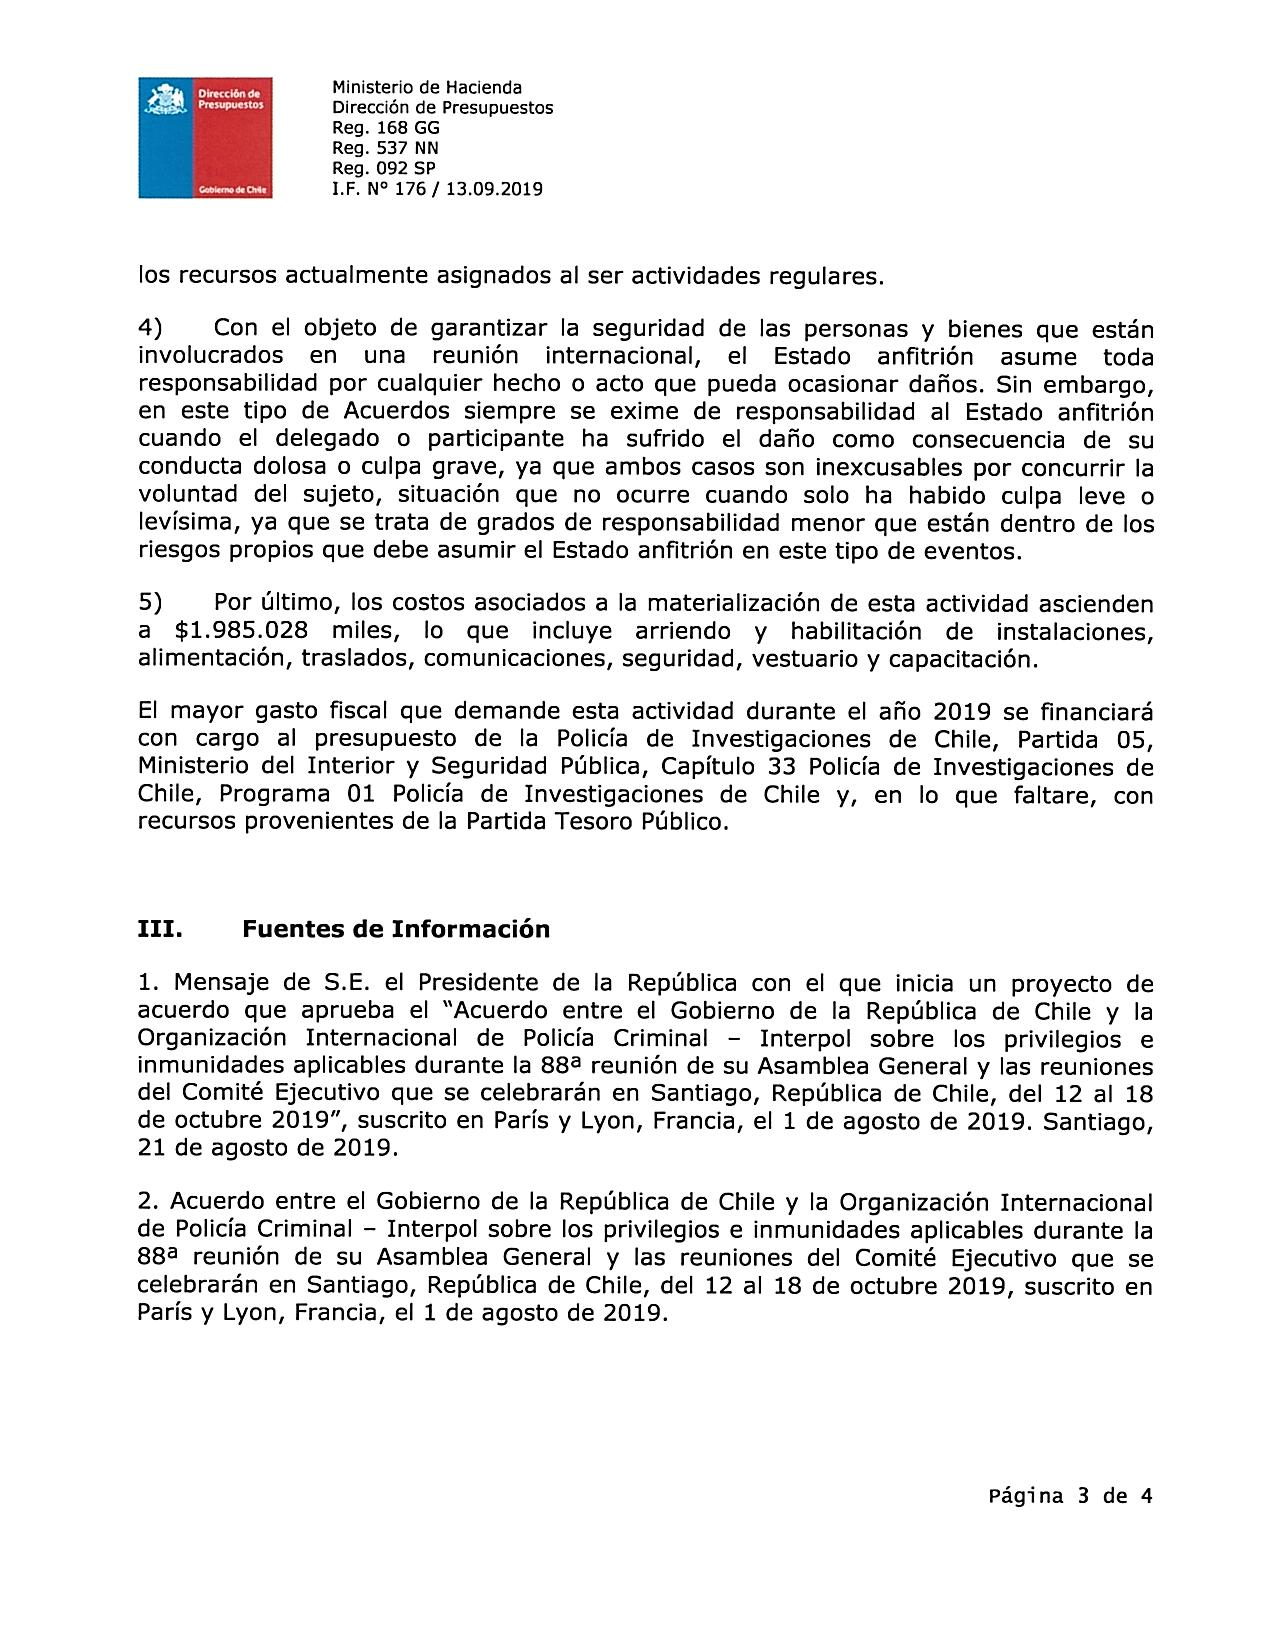 Dirección de
Presupuestos
Gobierno de Chile
Ministerio de Hacienda
Dirección de Presupuestos
Reg. 168 GG
Reg. 537 NN
Reg. 092 SP
I.F. Nº 176 / 13.09.2019
los recursos actualmente asignados al ser actividades regulares.
4) Con el objeto de garantizar la seguridad de las personas y bienes que están
involucrados en una reunión internacional, el Estado anfitrión asume toda
responsabilidad por cualquier hecho o acto que pueda ocasionar daños. Sin embargo,
en este tipo de Acuerdos siempre se exime de responsabilidad al Estado anfitrión
cuando el delegado o participante ha sufrido el daño como consecuencia de su
conducta dolosa o culpa grave, ya que ambos casos son inexcusables por concurrir la
voluntad del sujeto, situación que no ocurre cuando solo ha habido culpa leve o
levísima, ya que se trata de grados de responsabilidad menor que están dentro de los
riesgos propios que debe asumir el Estado anfitrión en este tipo de eventos.
5) Por último, los costos asociados a la materialización de esta actividad ascienden
a $1.985.028 miles, lo que incluye arriendo y habilitación de instalaciones,
alimentación, traslados, comunicaciones, seguridad, vestuario y capacitación.
El mayor gasto fiscal que demande esta actividad durante el año 2019 se financiará
con cargo al presupuesto de la Policía de Investigaciones de Chile, Partida 05,
Ministerio del Interior y Seguridad Pública, Capítulo 33 Policía de Investigaciones de
Chile, Programa 01 Policía de Investigaciones de Chile y, en lo que faltare, con
recursos provenientes de la Partida Tesoro Público.
III. Fuentes de Información
1. Mensaje de S.E. el Presidente de la República con el que inicia un proyecto de
acuerdo que aprueba el "Acuerdo entre el Gobierno de la República de Chile y la
Organización Internacional de Policía Criminal – Interpol sobre los privilegios e
inmunidades aplicables durante la 88ª reunión de su Asamblea General y las reuniones
del Comité Ejecutivo que se celebrarán en Santiago, República de Chile, del 12 al 18
de octubre 2019", suscrito en París y Lyon, Francia, el 1 de agosto de 2019. Santiago,
21 de agosto de 2019.
2. Acuerdo entre el Gobierno de la República de Chile y la Organización Internacional
de Policía Criminal – Interpol sobre los privilegios e inmunidades aplicables durante la
88ª reunión de su Asamblea General y las reuniones del Comité Ejecutivo que se
celebrarán en Santiago, República de Chile, del 12 al 18 de octubre 2019, suscrito en
París y Lyon, Francia, el 1 de agosto de 2019.
Página 3 de 4